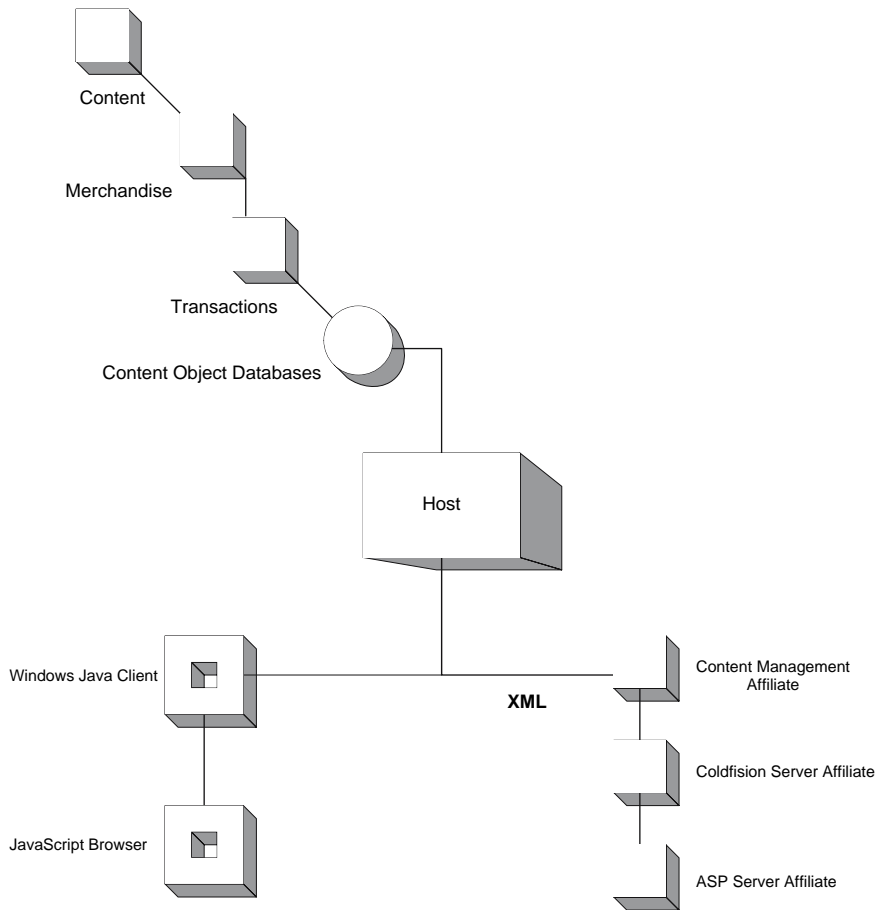 Content
Merchandise
Transactions
Content Object Databases
Host
Windows Java Client
Content Management
Affiliate
XML
Coldfision Server Affiliate
JavaScript Browser
ASP Server Affiliate